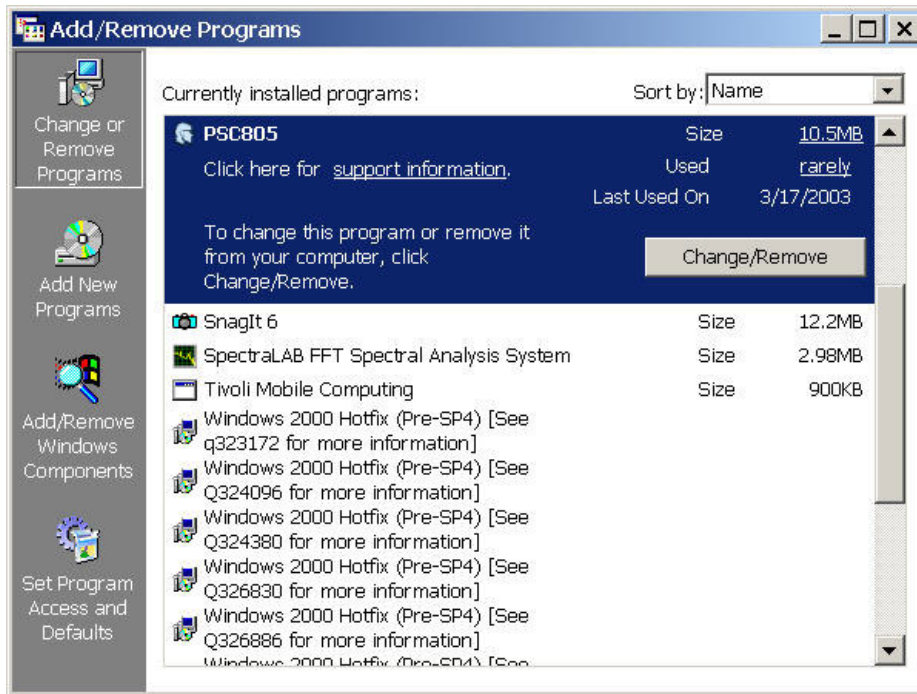 Add/Remove Programs
Change or
Remove
Programs
Add New
Programs
Add/Remove
Windows
Components
Set Program
Access and
Defaults
Currently installed programs:
Sort by: Name
PSC805 Size 10.5MB
Click here for support information. Used rarely
Last Used On 3/17/2003
To change this program or remove it
from your computer, click
Change/Remove.
Change/Remove
SnagIt 6 Size 12.2MB
SpectraLAB FFT Spectral Analysis System Size 2.98MB
Tivoli Mobile Computing Size 900KB
Windows 2000 Hotfix (Pre-SP4) [See
q323172 for more information]
Windows 2000 Hotfix (Pre-SP4) [See
Q324096 for more information]
Windows 2000 Hotfix (Pre-SP4) [See
Q324380 for more information]
Windows 2000 Hotfix (Pre-SP4) [See
Q326830 for more information]
Windows 2000 Hotfix (Pre-SP4) [See
Q326886 for more information]
Windows 2000 Hotfix (Pre-SP4) [See